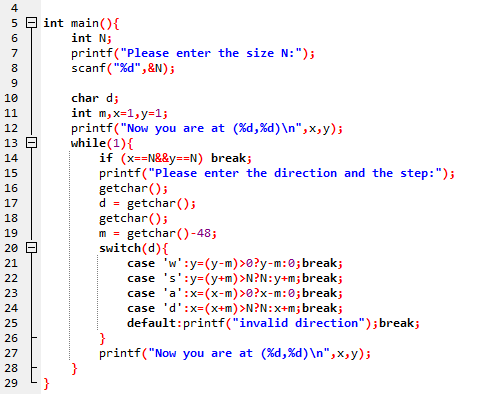 4
5 int main(){
6 int N;
7 printf("Please enter the size N:");
8 scanf("%d",&N);
9
10 char d;
11 int m,x=1,y=1;
12 printf("Now you are at (%d,%d)\n",x,y);
13 while(1){
14 if (x==N&&y==N) break;
15 printf("Please enter the direction and the step:");
16 getchar();
17 d = getchar();
18 getchar();
19 m = getchar()-48;
20 switch(d){
21 case 'w':y=(y-m)>0?y-m:0;break;
22 case 's':y=(y+m)>N?N:y+m;break;
23 case 'a':x=(x-m)>0?x-m:0;break;
24 case 'd':x=(x+m)>N?N:x+m;break;
25 default:printf("invalid direction");break;
26 }
27 printf("Now you are at (%d,%d)\n",x,y);
28 }
29 }